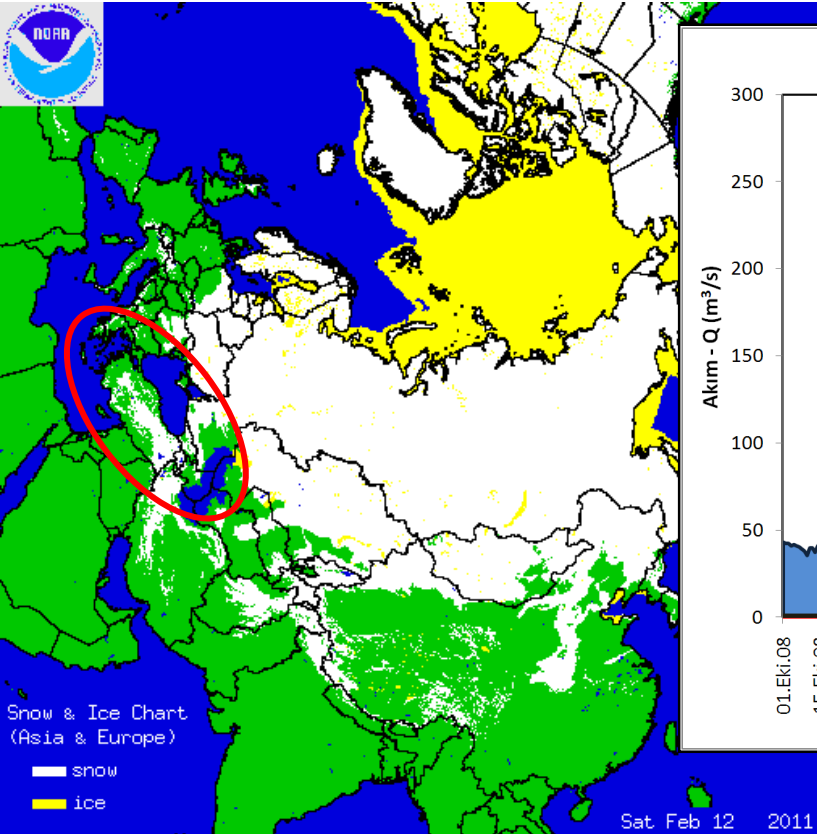 NOAA
Snow & Ice Chart
(Asia & Europe)
snow
ice
Sat Feb 12 2011
Akım - Q (m³/s)
300
250
200
150
100
50
0
01.Eki.08